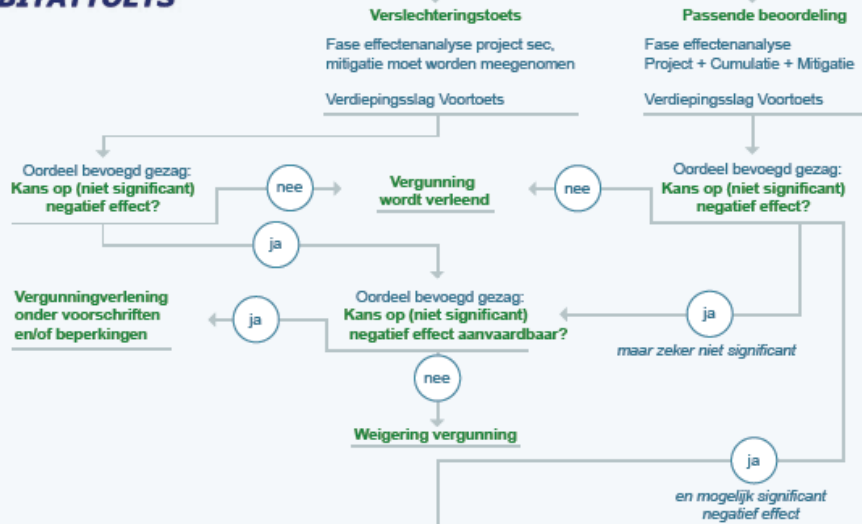 Verslechteringstoets
Fase effectenanalyse project sec,
mitigatie moet worden meegenomen
Verdiepingsslag Voortoets
Passende beoordeling
Fase effectenanalyse
Project + Cumulatie + Mitigatie
Verdiepingsslag Voortoets
Oordeel bevoegd gezag:
Kans op (niet significant)
negatief effect?
nee
Vergunning
wordt verleend
nee
Oordeel bevoegd gezag:
Kans op (niet significant)
negatief effect?
ja
Vergunningverlening
onder voorschriften
en/of beperkingen
ja
Oordeel bevoegd gezag:
Kans op (niet significant)
negatief effect aanvaardbaar?
ja
maar zeker niet significant
nee
Weigering vergunning
ja
en mogelijk significant
negatief effect